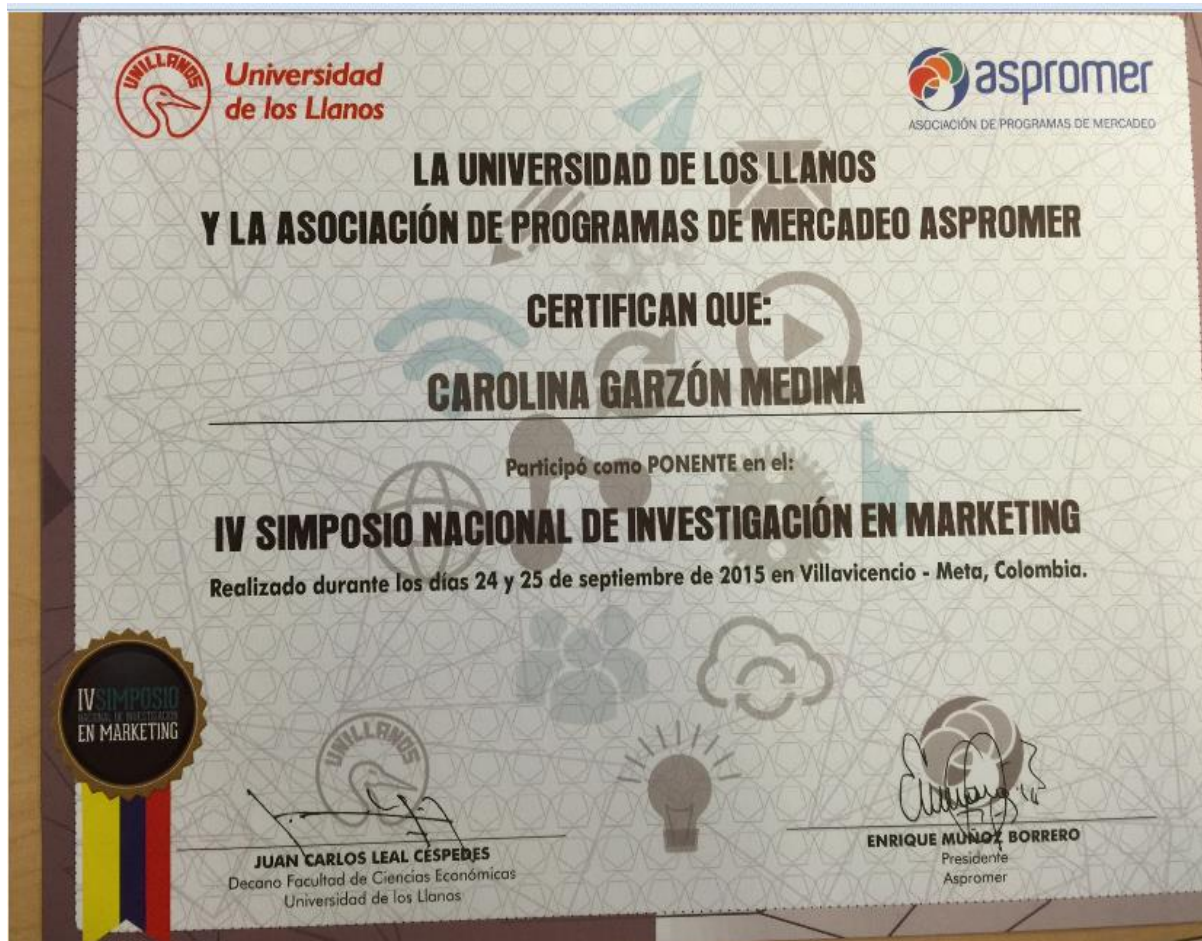 UNILLANOS
Universidad
de los Llanos
aspromer
ASOCIACIÓN DE PROGRAMAS DE MERCADEO
LA UNIVERSIDAD DE LOS LLANOS
Y LA ASOCIACIÓN DE PROGRAMAS DE MERCADEO ASPROMER
CERTIFICAN QUE:
CAROLINA GARZÓN MEDINA
Participó como PONENTE en el:
IV SIMPOSIO NACIONAL DE INVESTIGACIÓN EN MARKETING
Realizado durante los días 24 y 25 de septiembre de 2015 en Villavicencio - Meta, Colombia.
IV SIMPOSIO
NACIONAL DE INVESTIGACIÓN
EN MARKETING
UNILLANOS
JUAN CARLOS LEAL CÉSPEDES
Decano Facultad de Ciencias Económicas
Universidad de los Llanos
ENRIQUE MUÑOZ BORRERO
Presidente
Aspromer